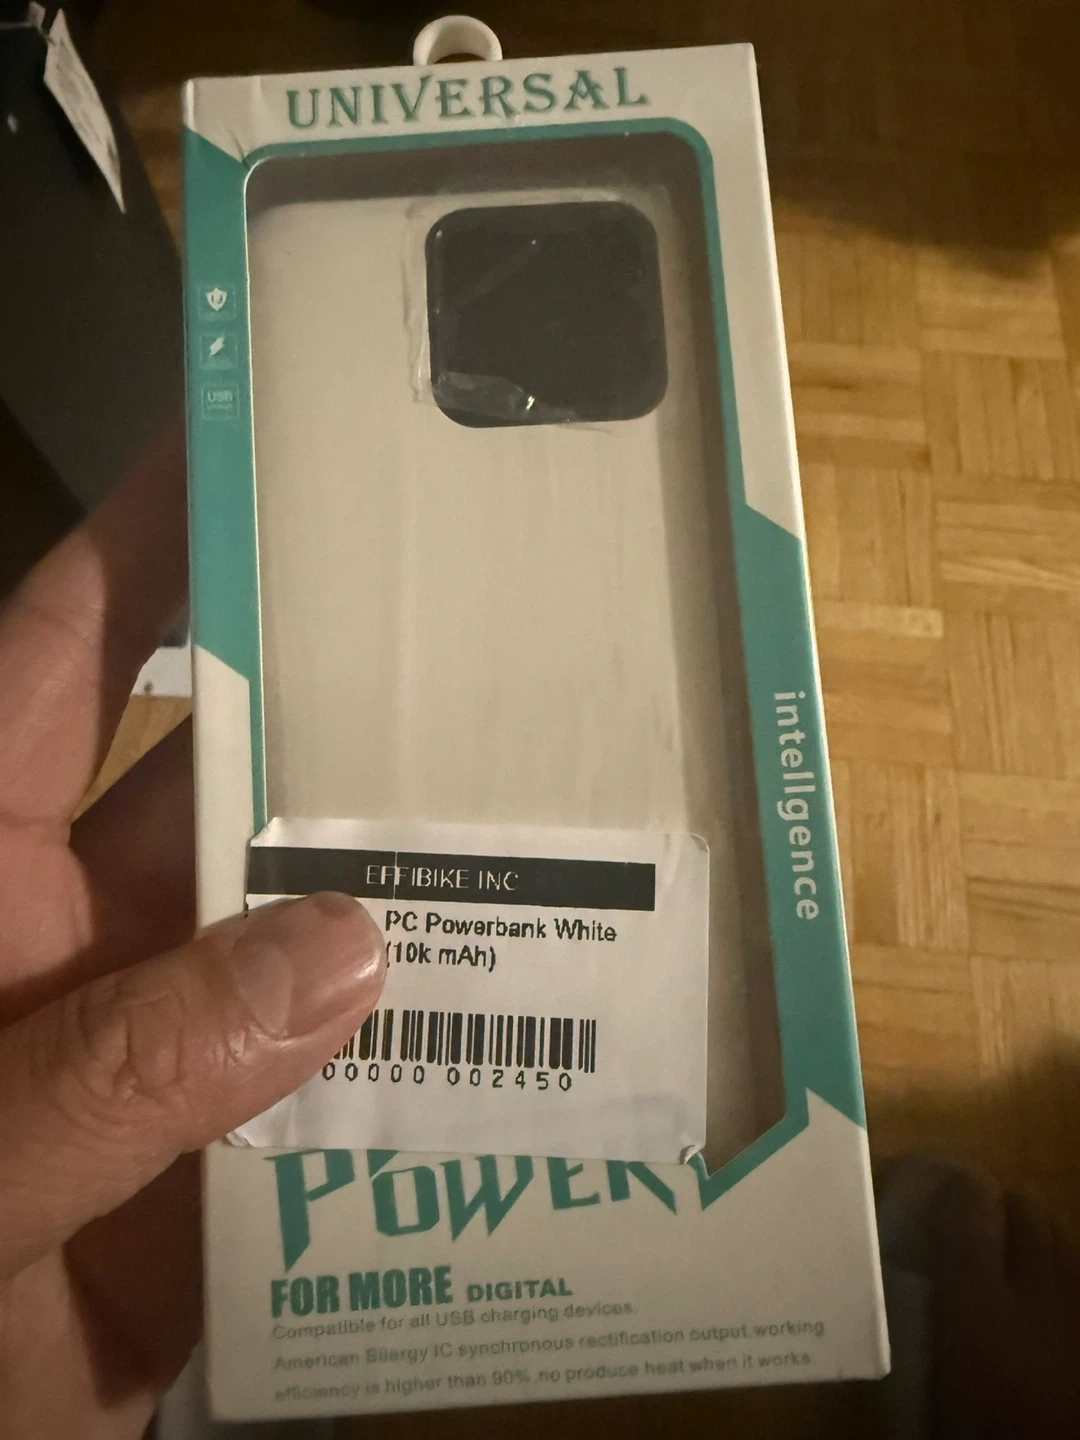 UNIVERSAL
USB
intellgence
EFFIBIKE INC
PC Powerbank White
(10k mAh)
00000 002450
POWER
FOR MORE DIGITAL
Compatible for all USB charging devices.
American Silergy IC synchronous rectification output,working
efficiency is higher than 90%,no produce heat when it works